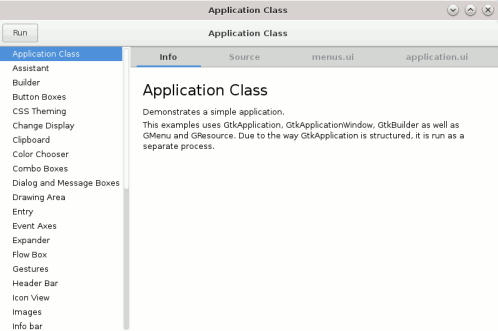 Application Class
Run
Application Class
Application Class
Assistant
Builder
Button Boxes
CSS Theming
Change Display
Clipboard
Color Chooser
Combo Boxes
Dialog and Message Boxes
Drawing Area
Entry
Event Axes
Expander
Flow Box
Gestures
Header Bar
Icon View
Images
Info bar
Info Source menus.ui application.ui
Application Class
Demonstrates a simple application.
This examples uses GtkApplication, GtkApplicationWindow, GtkBuilder as well as
GMenu and GResource. Due to the way GtkApplication is structured, it is run as a
separate process.